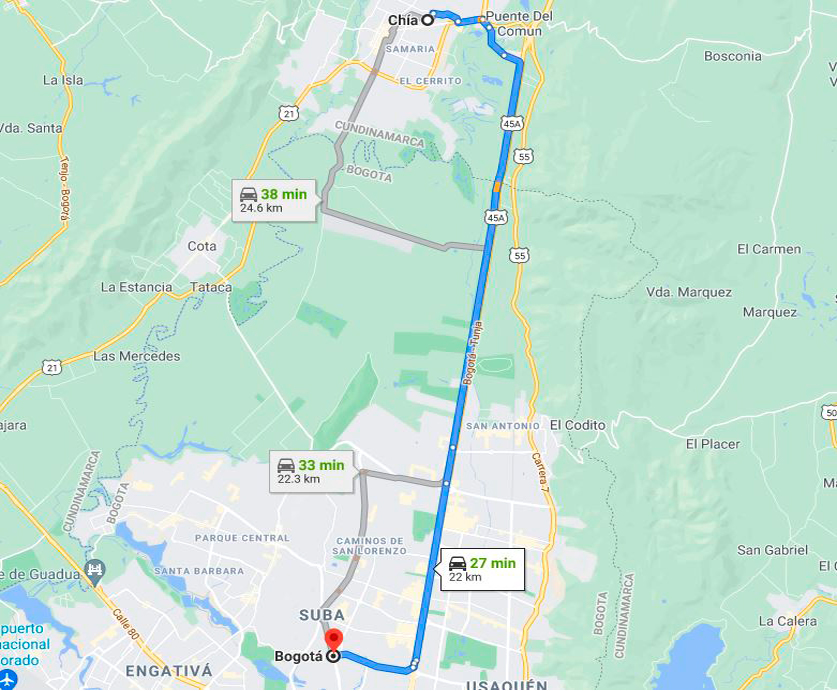 Chía
Puente Del
Comun
SAMARIA
Bosconia
La Isla
EL CERRITO
21
45A
Vda. Santa
CUNDINAMARCA
55
BOGOTA
Tenjo - Bogotá
38 min
24.6 km
45A
Cota
55
El Carmen
La Estancia
Tataca
Vda. Marquez
Marquez
Bogotá - Tunja
Las Mercedes
21
50
ajara
SAN ANTONIO
El Codito
El Placer
33 min
22.3 km
CUNDINAMARCA
BOGOTA
Carrera 7
PARQUE CENTRAL
CAMINOS DE
SAN LORENZO
27 min
22 km
San Gabriel
e de Guadua
SANTA BARBARA
El C
BOGOTA
CUNDINAMARCA
Calle 80
SUBA
La Calera
puerto
nacional
orado
Bogotá
ENGATIVÁ
USAQUÉN